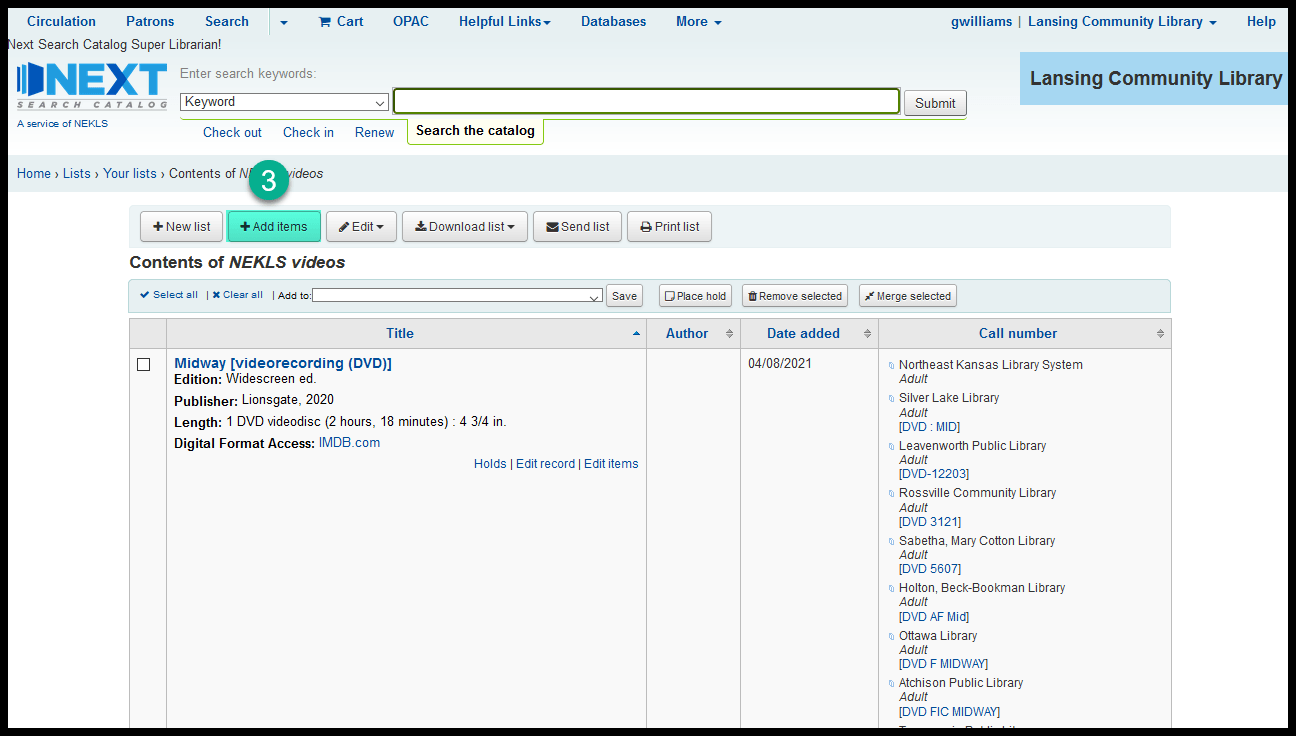 Circulation Patrons Search Cart OPAC Helpful Links Databases More gwilliams | Lansing Community Library Help
Next Search Catalog Super Librarian!
NEXT
SEARCH CATALOG
A service of NEKLS
Enter search keywords:
Keyword Submit
Check out Check in Renew Search the catalog
Lansing Community Library
Home › Lists › Your lists › Contents of videos
3
New list Add items Edit Download list Send list Print list
Contents of NEKLS videos
Select all | Clear all | Add to: Save Place hold Remove selected Merge selected
Title Author Date added Call number
Midway [videorecording (DVD)]
Edition: Widescreen ed.
Publisher: Lionsgate, 2020
Length: 1 DVD videodisc (2 hours, 18 minutes) : 4 3/4 in.
Digital Format Access: IMDB.com
Holds | Edit record | Edit items
04/08/2021
Northeast Kansas Library System
Adult
Silver Lake Library
Adult
[DVD : MID]
Leavenworth Public Library
Adult
[DVD-12203]
Rossville Community Library
Adult
[DVD 3121]
Sabetha, Mary Cotton Library
Adult
[DVD 5607]
Holton, Beck-Bookman Library
Adult
[DVD AF Mid]
Ottawa Library
Adult
[DVD F MIDWAY]
Atchison Public Library
Adult
[DVD FIC MIDWAY]